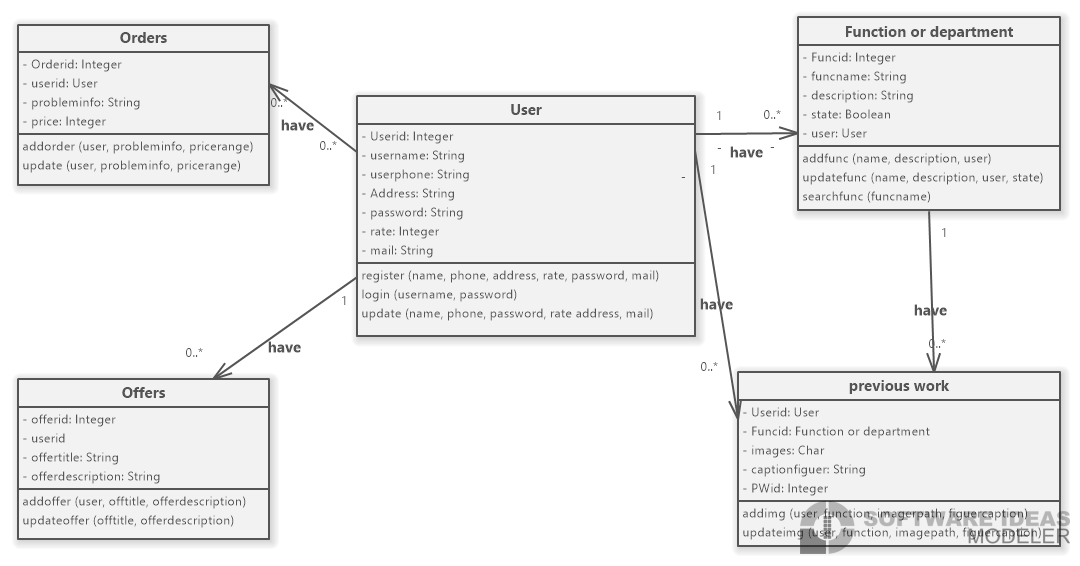 Orders
- Orderid: Integer
- userid: User
- probleminfo: String
- price: Integer
addorder (user, probleminfo, pricerange)
update (user, probleminfo, pricerange)
0..*
have
0..*
User
- Userid: Integer
- username: String
- userphone: String
- Address: String
- password: String
- rate: Integer
- mail: String
register (name, phone, address, rate, password, mail)
login (username, password)
update (name, phone, password, rate address, mail)
-
1
0..*
- have -
1
Function or department
- Funcid: Integer
- funcname: String
- description: String
- state: Boolean
- user: User
addfunc (name, description, user)
updatefunc (name, description, user, state)
searchfunc (funcname)
1
have
0..*
have
0..*
1
have
0..*
Offers
- offerid: Integer
- userid
- offertitle: String
- offerdescription: String
addoffer (user, offtitle, offerdescription)
updateoffer (offtitle, offerdescription)
previous work
- Userid: User
- Funcid: Function or department
- images: Char
- captionfiguer: String
- PWid: Integer
addimg (user, function, imagerpath, figuercaption)
updateimg (user, function, imagepath, figuercaption)
SOFTWARE IDEAS
MODELER